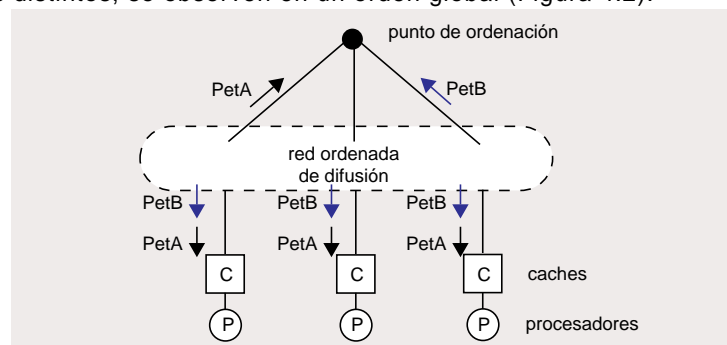 distintos, se observen en un orden global (Figura 4.2).
punto de ordenación
PetA
PetB
red ordenada
de difusión
PetB PetB PetB
PetA PetA PetA
C C C caches
P P P procesadores